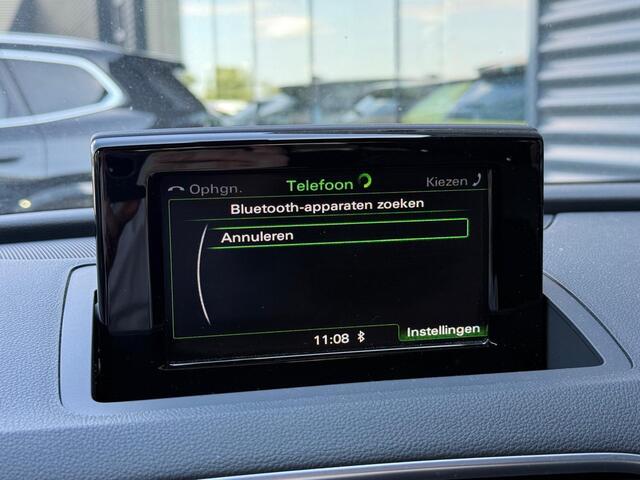 Ophgn. Telefoon Kiezen
Bluetooth-apparaten zoeken
Annuleren
11:08 Instellingen